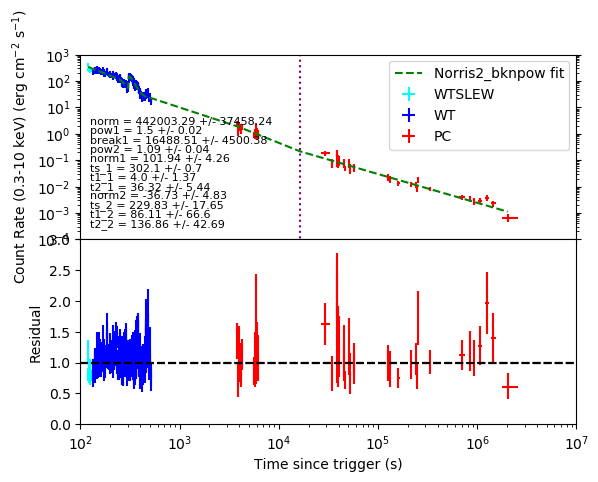 Count Rate (0.3-10 keV) (erg cm⁻² s⁻¹)
10³
10²
10¹
10⁰
10⁻¹
10⁻²
10⁻³
Norris2_bknpow fit
WTSLEW
WT
PC
norm = 442003.29 +/- 37458.24
pow1 = 1.5 +/- 0.02
break1 = 16488.51 +/- 4500.38
pow2 = 1.09 +/- 0.04
norm1 = 101.94 +/- 4.26
ts_1 = 302.1 +/- 0.7
t1_1 = 4.0 +/- 1.37
t2_1 = 36.32 +/- 5.44
norm2 = -36.73 +/- 4.83
ts_2 = 229.83 +/- 17.65
t1_2 = 86.11 +/- 66.6
t2_2 = 136.86 +/- 42.69
Residual
2.5
2.0
1.5
1.0
0.5
0.0
10² 10³ 10⁴ 10⁵ 10⁶ 10⁷
Time since trigger (s)